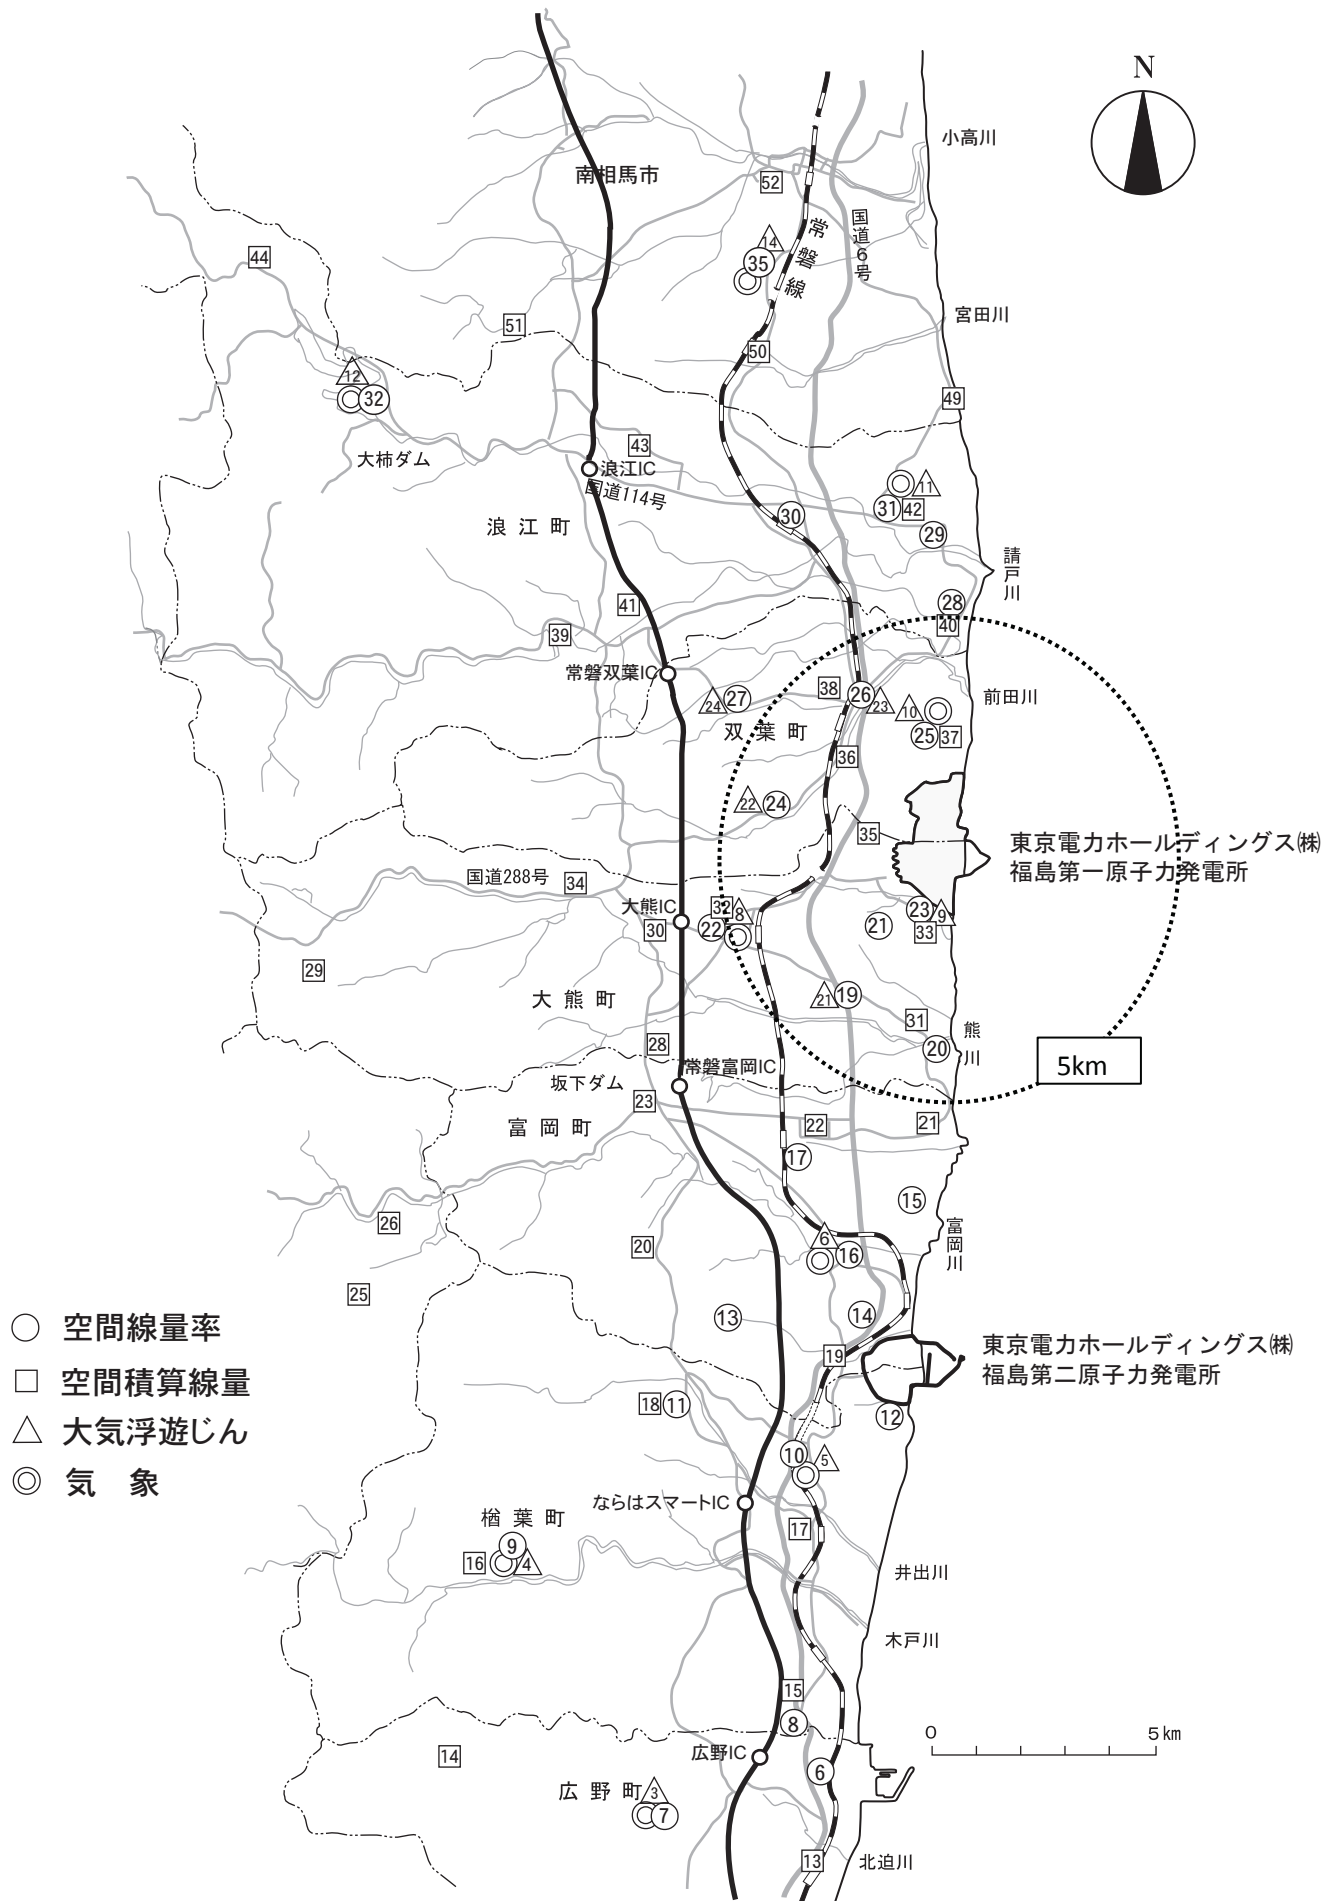 N
小高川
南相馬市
52
国道6号
常磐線
14
35
44
宮田川
51
50
12
32
49
大柿ダム
43
浪江IC
国道114号
11
31
42
30
29
浪江町
請戸川
28
40
41
39
常磐双葉IC
38
26
23
10
前田川
24
27
25
37
双葉町
36
22
24
35
東京電力ホールディングス㈱
福島第一原子力発電所
国道288号
34
大熊IC
32
8
22
30
21
23
9
33
29
大熊町
21
19
31
熊川
20
28
5km
常磐富岡IC
坂下ダム
23
富岡町
22
21
17
15
26
富岡川
20
6
16
25
13
14
○ 空間線量率
□ 空間積算線量
△ 大気浮遊じん
◎ 気 象
19
東京電力ホールディングス㈱
福島第二原子力発電所
18
11
12
10
5
ならはスマートIC
楢葉町
17
9
16
4
井出川
木戸川
15
8
0
5km
14
広野IC
6
広野町
3
7
13
北迫川